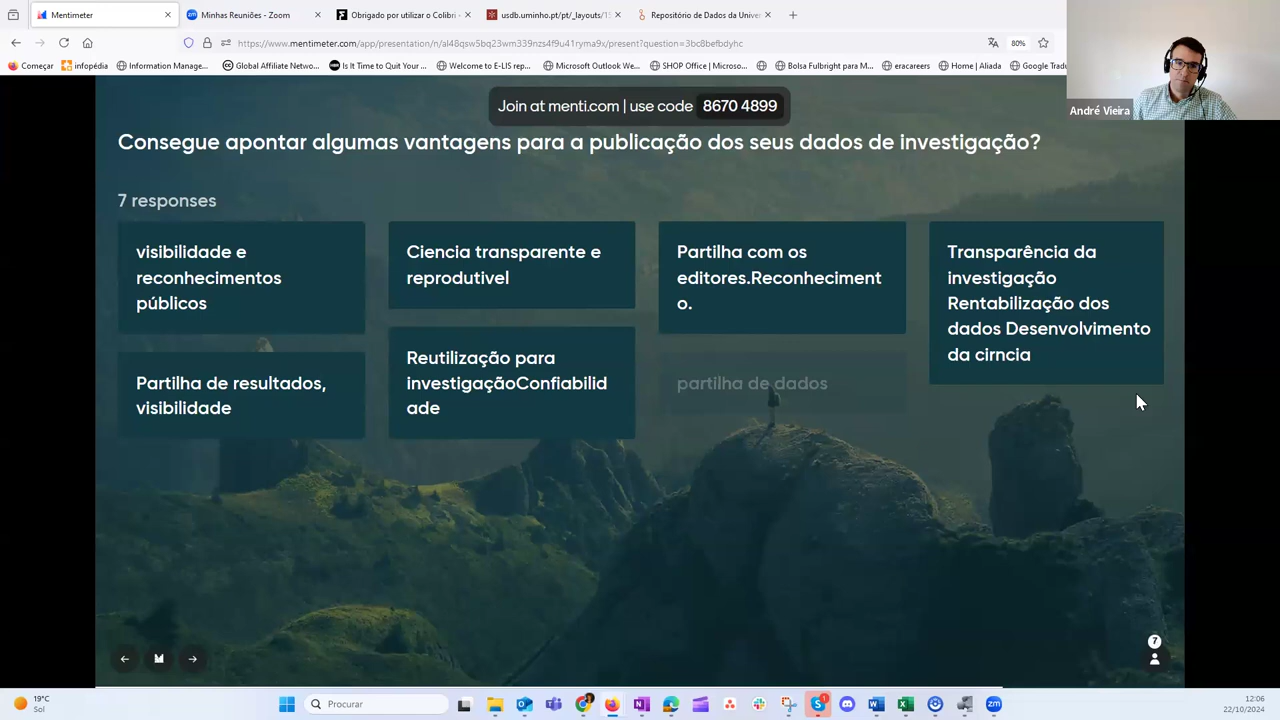 Mentimeter
Minhas Reuniões - Zoom
Obrigado por utilizar o Colibri -
usdb.uminho.pt/pt/_layouts/15
Repositório de Dados da Univer
https://www.mentimeter.com/app/presentation/n/al48qsw5bq23wm339nzs4f9u41ryma9x/present?question=3bc8befbdyhc
80%
Começar
infopédia
Information Manage...
Global Affiliate Netwo...
Is It Time to Quit Your ...
Welcome to E-LIS rep...
Microsoft Outlook We...
SHOP Office | Microso...
Bolsa Fulbright para M...
eracareers
Home | Aliada
Google Tradu
André Vieira
Join at menti.com | use code 8670 4899
Consegue apontar algumas vantagens para a publicação dos seus dados de investigação?
7 responses
visibilidade e
reconhecimentos
públicos
Partilha de resultados,
visibilidade
Ciencia transparente e
reprodutivel
Reutilização para
investigaçãoConfiabilid
ade
Partilha com os
editores.Reconheciment
o.
partilha de dados
Transparência da
investigação
Rentabilização dos
dados Desenvolvimento
da cirncia
7
19°C
Sol
Procurar
12:06
22/10/2024